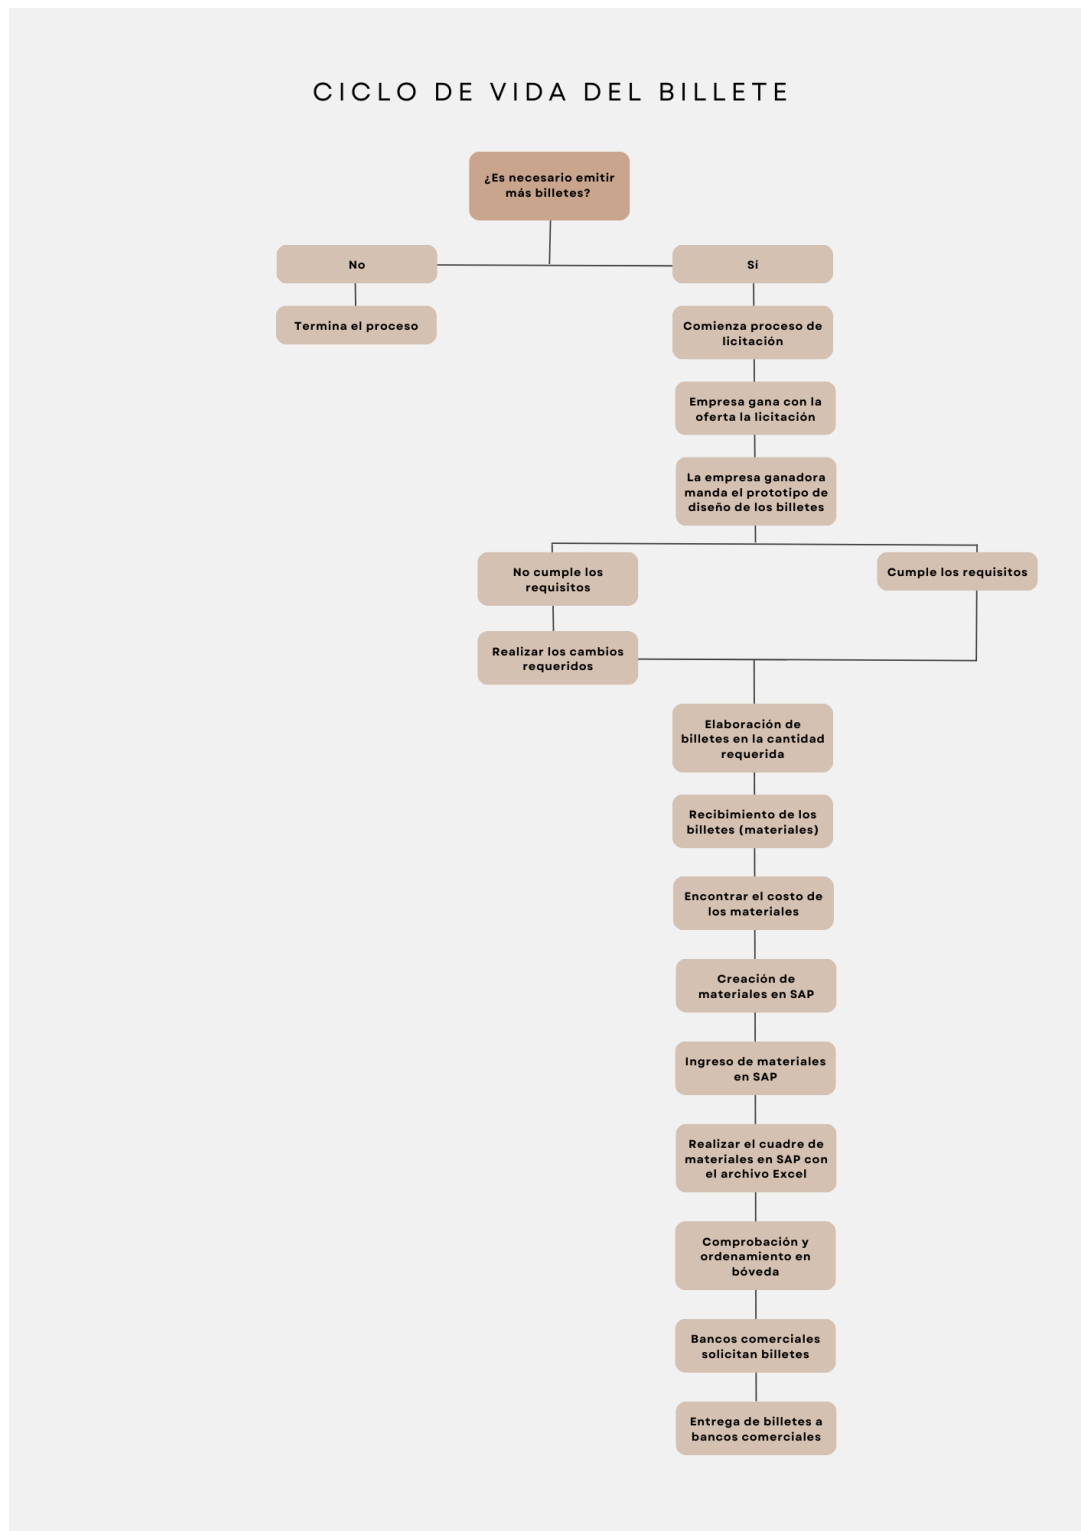 CICLO DE VIDA DEL BILLETE
¿Es necesario emitir
más billetes?
No
Sí
Termina el proceso
Comienza proceso de
licitación
Empresa gana con la
oferta la licitación
La empresa ganadora
manda el prototipo de
diseño de los billetes
No cumple los
requisitos
Cumple los requisitos
Realizar los cambios
requeridos
Elaboración de
billetes en la cantidad
requerida
Recibimiento de los
billetes (materiales)
Encontrar el costo de
los materiales
Creación de
materiales en SAP
Ingreso de materiales
en SAP
Realizar el cuadre de
materiales en SAP con
el archivo Excel
Comprobación y
ordenamiento en
bóveda
Bancos comerciales
solicitan billetes
Entrega de billetes a
bancos comerciales